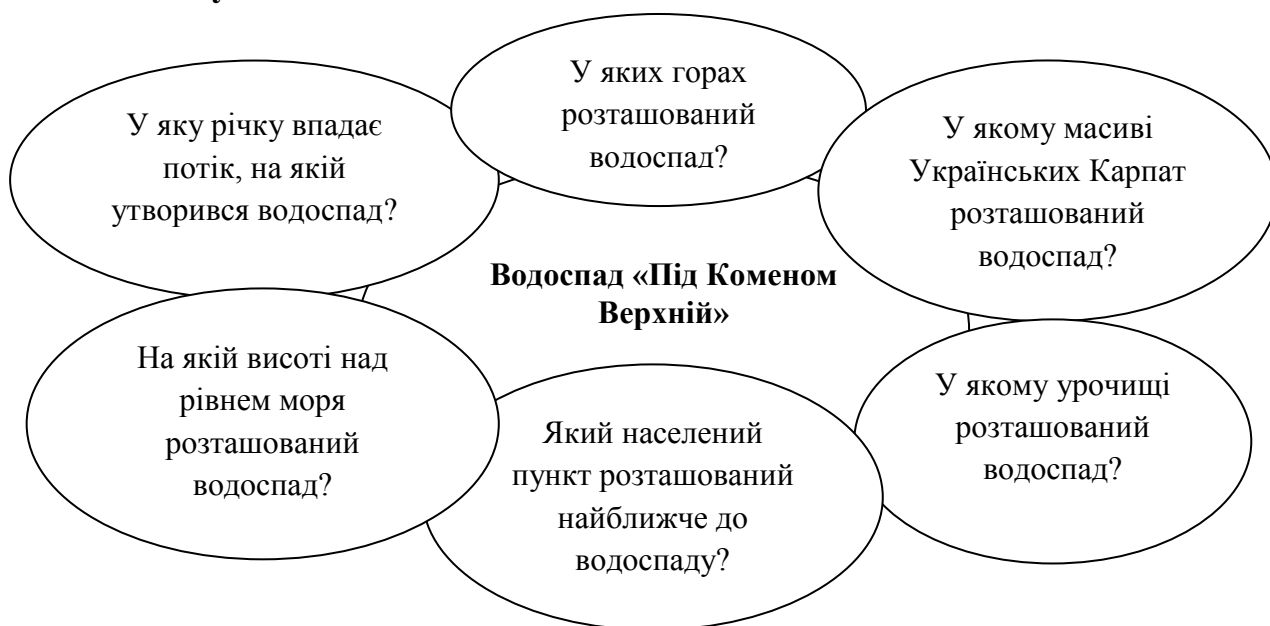 У яких горах
розташований
водоспад?
У якому масиві
Українських Карпат
розташований
водоспад?
У якому урочищі
розташований
водоспад?
Який населений
пункт розташований
найближче до
водоспаду?
На якій висоті над
рівнем моря
розташований
водоспад?
У яку річку впадає
потік, на якій
утворився водоспад?
Водоспад «Під Коменом
Верхній»